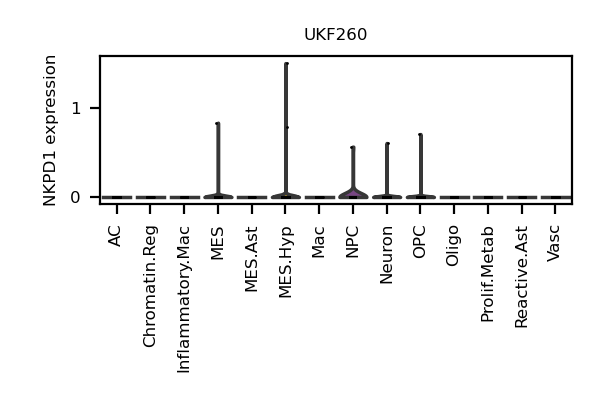 UKF260
NKPD1 expression
1
0
AC
Chromatin.Reg
Inflammatory.Mac
MES
MES.Ast
MES.Hyp
Mac
NPC
Neuron
OPC
Oligo
Prolif.Metab
Reactive.Ast
Vasc